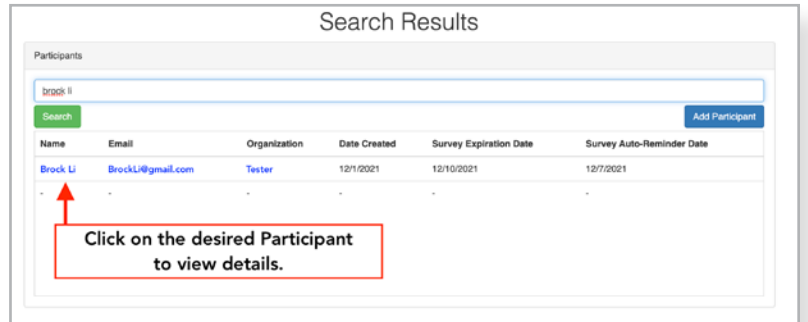 Search Results
Participants
brock li
Search
Add Participant
Name Email Organization Date Created Survey Expiration Date Survey Auto-Reminder Date
Brock Li BrockLi@gmail.com Tester 12/1/2021 12/10/2021 12/7/2021
- - - - - -
Click on the desired Participant
to view details.